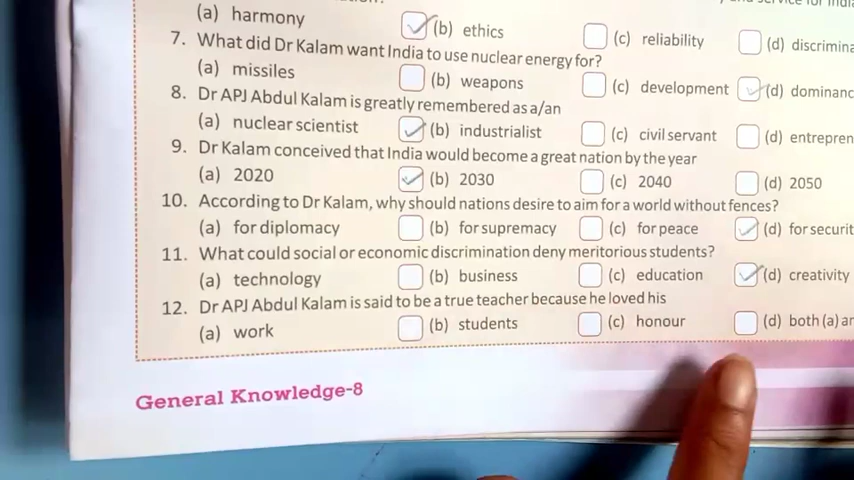 (a) harmony (b) ethics (c) reliability (d) discrimina
7. What did Dr Kalam want India to use nuclear energy for?
(a) missiles (b) weapons (c) development (d) dominanc
8. Dr APJ Abdul Kalam is greatly remembered as a/an
(a) nuclear scientist (b) industrialist (c) civil servant (d) entrepren
9. Dr Kalam conceived that India would become a great nation by the year
(a) 2020 (b) 2030 (c) 2040 (d) 2050
10. According to Dr Kalam, why should nations desire to aim for a world without fences?
(a) for diplomacy (b) for supremacy (c) for peace (d) for securit
11. What could social or economic discrimination deny meritorious students?
(a) technology (b) business (c) education (d) creativity
12. Dr APJ Abdul Kalam is said to be a true teacher because he loved his
(a) work (b) students (c) honour (d) both (a) ar
General Knowledge-8